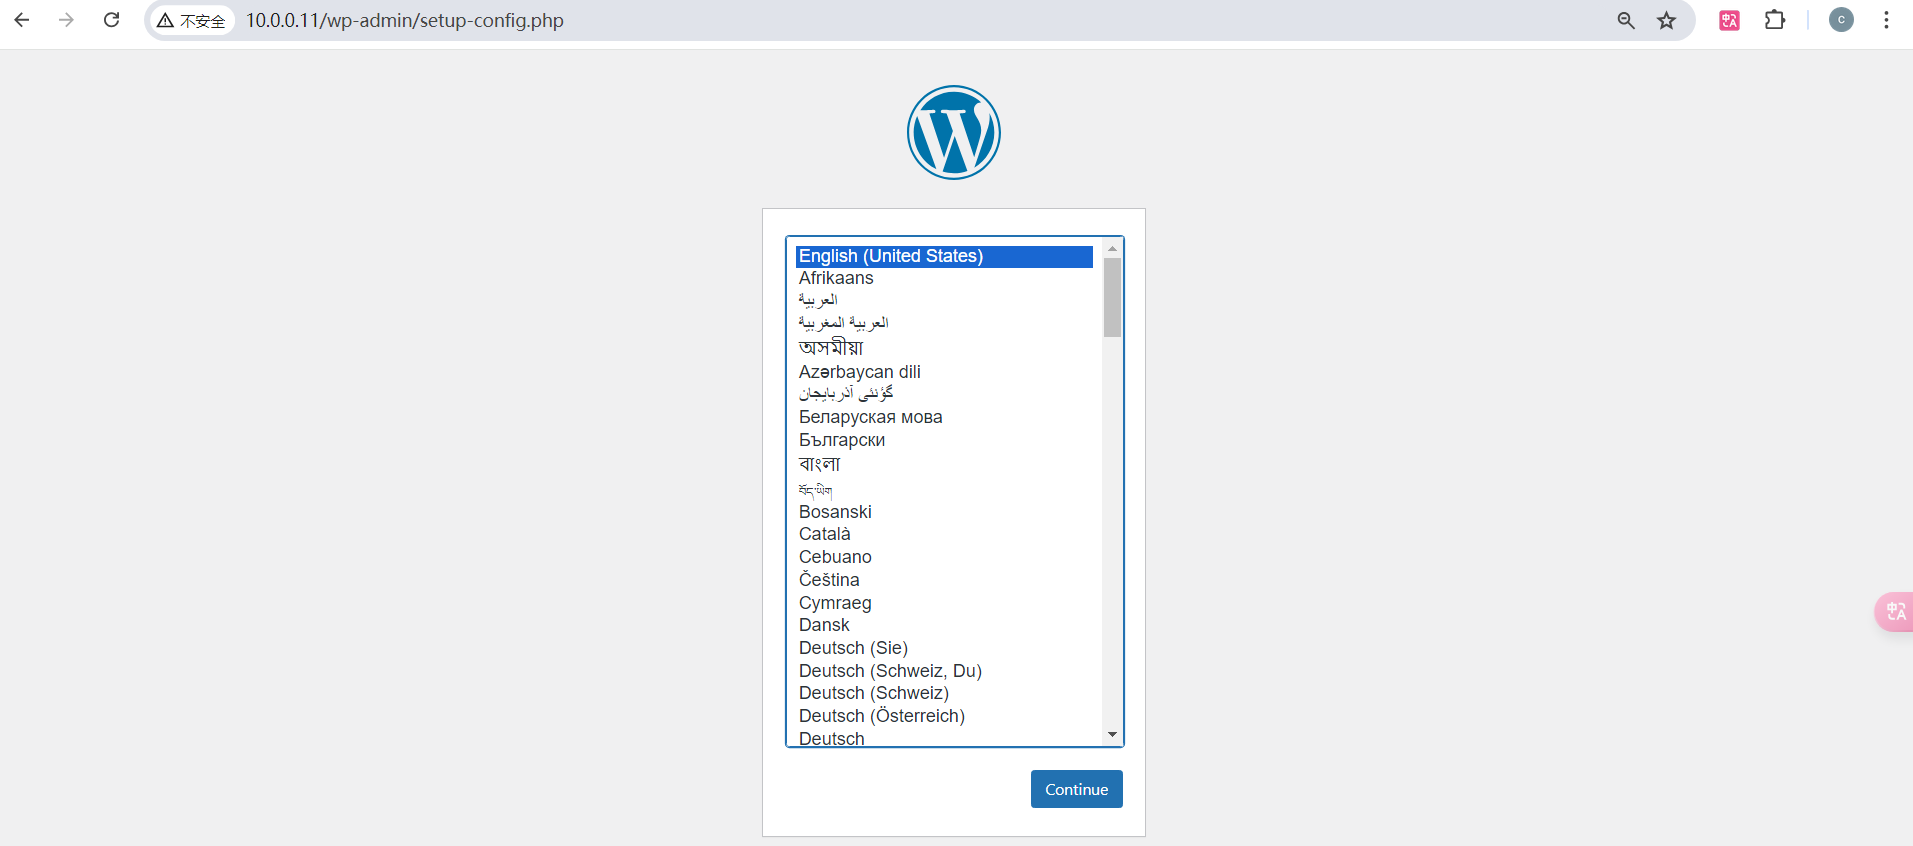 不安全 10.0.0.11/wp-admin/setup-config.php
C
English (United States)
Afrikaans
العربية
العربية المغربية
অসমীয়া
Azərbaycan dili
گؤنئی آذربایجان
Беларуская мова
Български
বাংলা
བོད་ཡིག
Bosanski
Català
Cebuano
Čeština
Cymraeg
Dansk
Deutsch (Sie)
Deutsch (Schweiz, Du)
Deutsch (Schweiz)
Deutsch (Österreich)
Deutsch
Continue